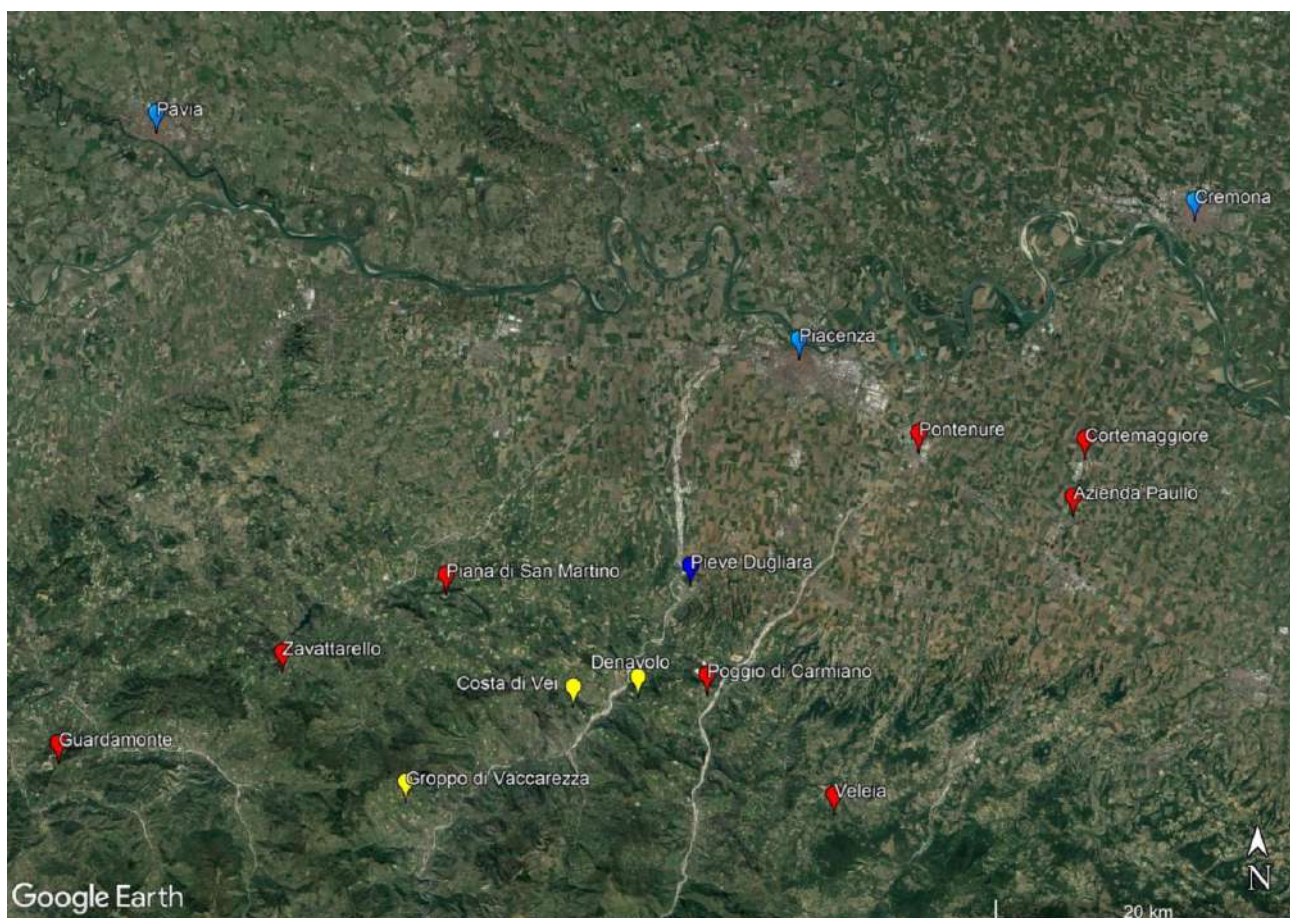 Pavia
Cremona
Piacenza
Pontenure
Cortemaggiore
Azienda Paullo
Pieve Dugliara
Piana di San Martino
Zavattarello
Denavolo
Poggio di Carmiano
Costa di Vei
Guardamonte
Groppo di Vaccarezza
Veleia
N
Google Earth
20 km